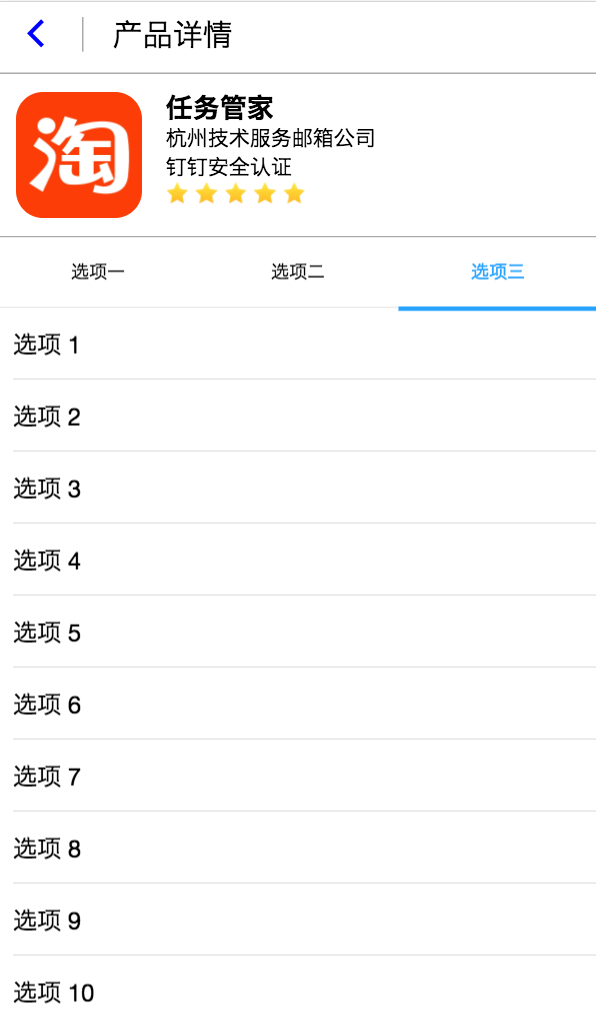 产品详情
淘
任务管家
杭州技术服务邮箱公司
钉钉安全认证
选项一 选项二 选项三
选项 1
选项 2
选项 3
选项 4
选项 5
选项 6
选项 7
选项 8
选项 9
选项 10